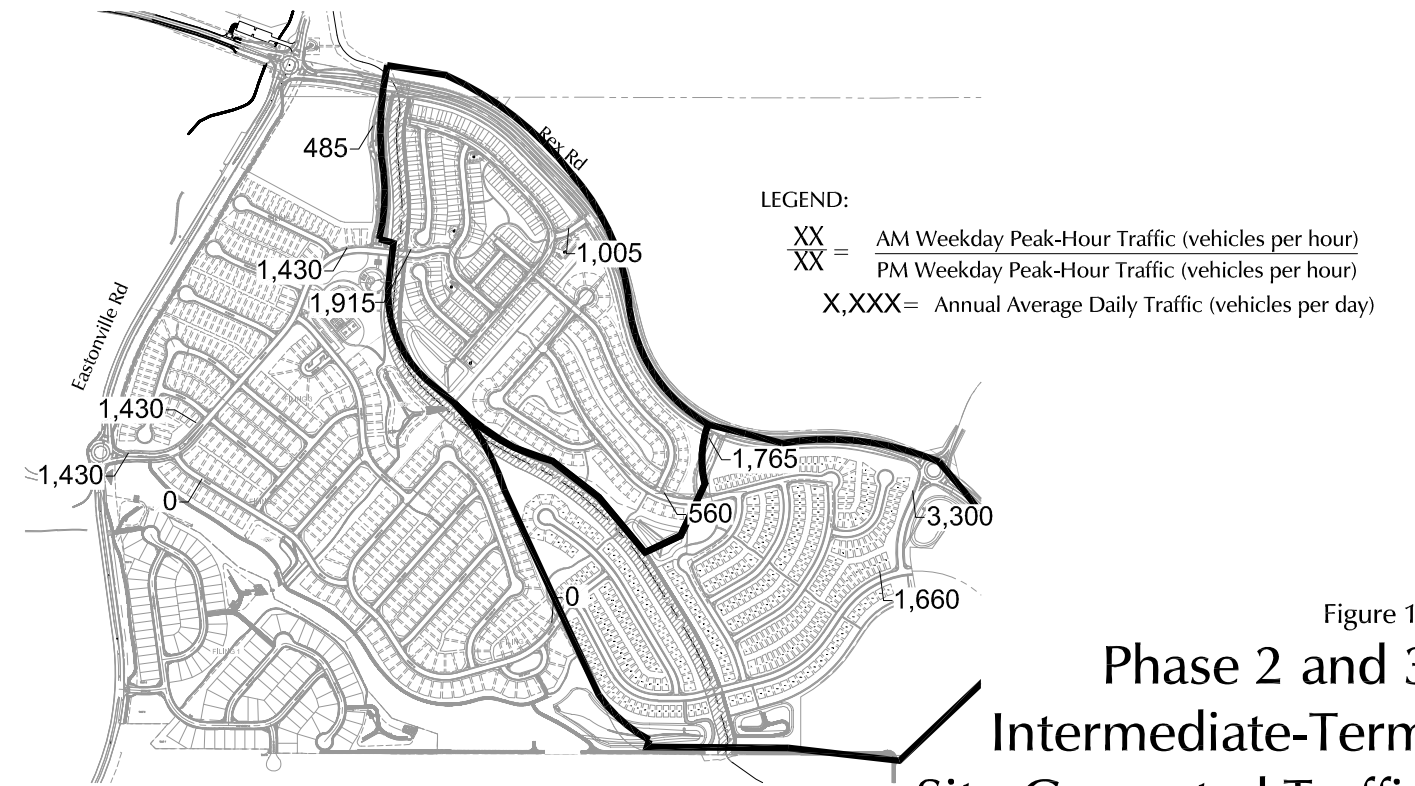 485
Rex Rd
LEGEND:
XX
XX
=
AM Weekday Peak-Hour Traffic (vehicles per hour)
PM Weekday Peak-Hour Traffic (vehicles per hour)
X,XXX= Annual Average Daily Traffic (vehicles per day)
1,005
1,430
1,915
Eastonville Rd
1,430
1,430
0
1,765
560
3,300
0
1,660
FILING 1
Figure 1
Phase 2 and 3
Intermediate-Term